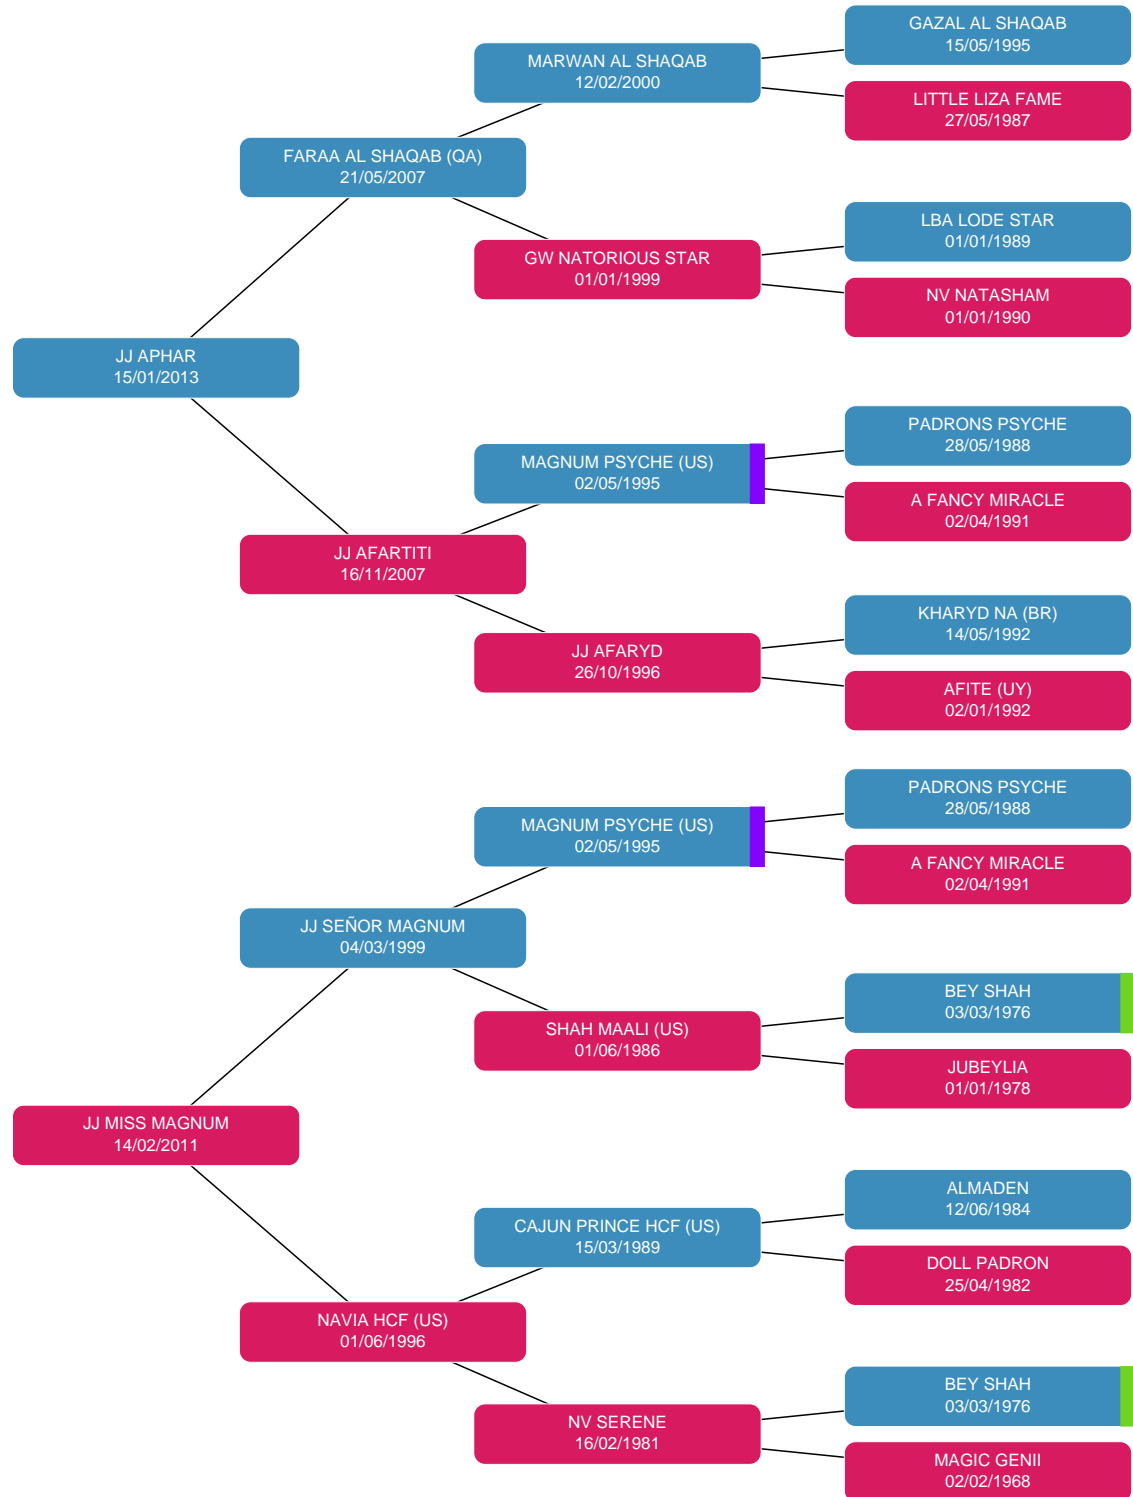 GAZAL AL SHAQAB
15/05/1995
MARWAN AL SHAQAB
12/02/2000
LITTLE LIZA FAME
27/05/1987
FARAA AL SHAQAB (QA)
21/05/2007
LBA LODE STAR
01/01/1989
GW NATORIOUS STAR
01/01/1999
NV NATASHAM
01/01/1990
JJ APHAR
15/01/2013
PADRONS PSYCHE
28/05/1988
MAGNUM PSYCHE (US)
02/05/1995
A FANCY MIRACLE
02/04/1991
JJ AFARTITI
16/11/2007
KHARYD NA (BR)
14/05/1992
JJ AFARYD
26/10/1996
AFITE (UY)
02/01/1992
PADRONS PSYCHE
28/05/1988
MAGNUM PSYCHE (US)
02/05/1995
A FANCY MIRACLE
02/04/1991
JJ SEÑOR MAGNUM
04/03/1999
BEY SHAH
03/03/1976
SHAH MAALI (US)
01/06/1986
JUBEYLIA
01/01/1978
JJ MISS MAGNUM
14/02/2011
ALMADEN
12/06/1984
CAJUN PRINCE HCF (US)
15/03/1989
DOLL PADRON
25/04/1982
NAVIA HCF (US)
01/06/1996
BEY SHAH
03/03/1976
NV SERENE
16/02/1981
MAGIC GENII
02/02/1968